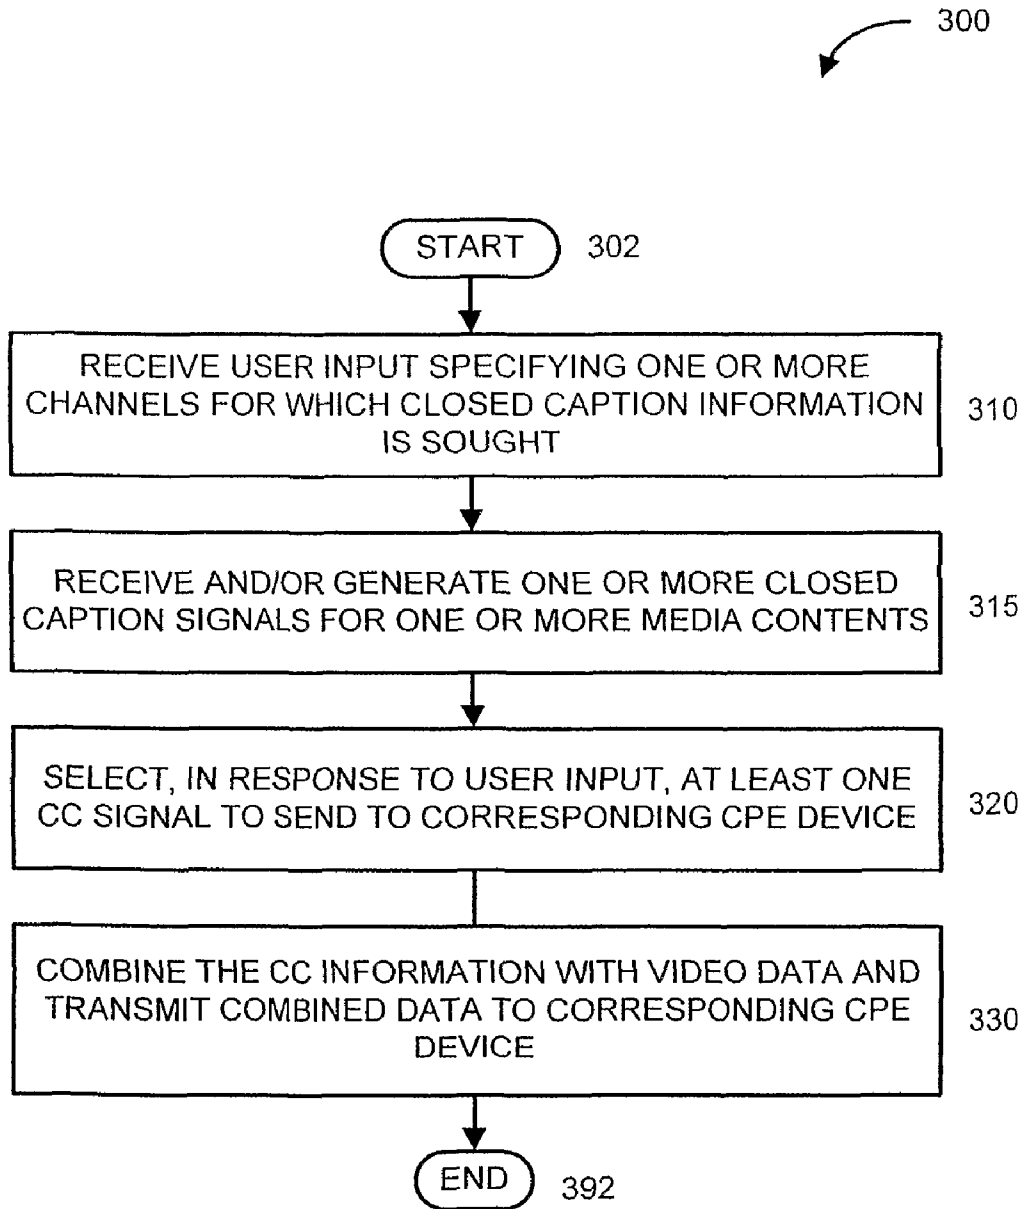 300
START 302
RECEIVE USER INPUT SPECIFYING ONE OR MORE
CHANNELS FOR WHICH CLOSED CAPTION INFORMATION
IS SOUGHT
310
RECEIVE AND/OR GENERATE ONE OR MORE CLOSED
CAPTION SIGNALS FOR ONE OR MORE MEDIA CONTENTS
315
SELECT, IN RESPONSE TO USER INPUT, AT LEAST ONE
CC SIGNAL TO SEND TO CORRESPONDING CPE DEVICE
320
COMBINE THE CC INFORMATION WITH VIDEO DATA AND
TRANSMIT COMBINED DATA TO CORRESPONDING CPE
DEVICE
330
END 392